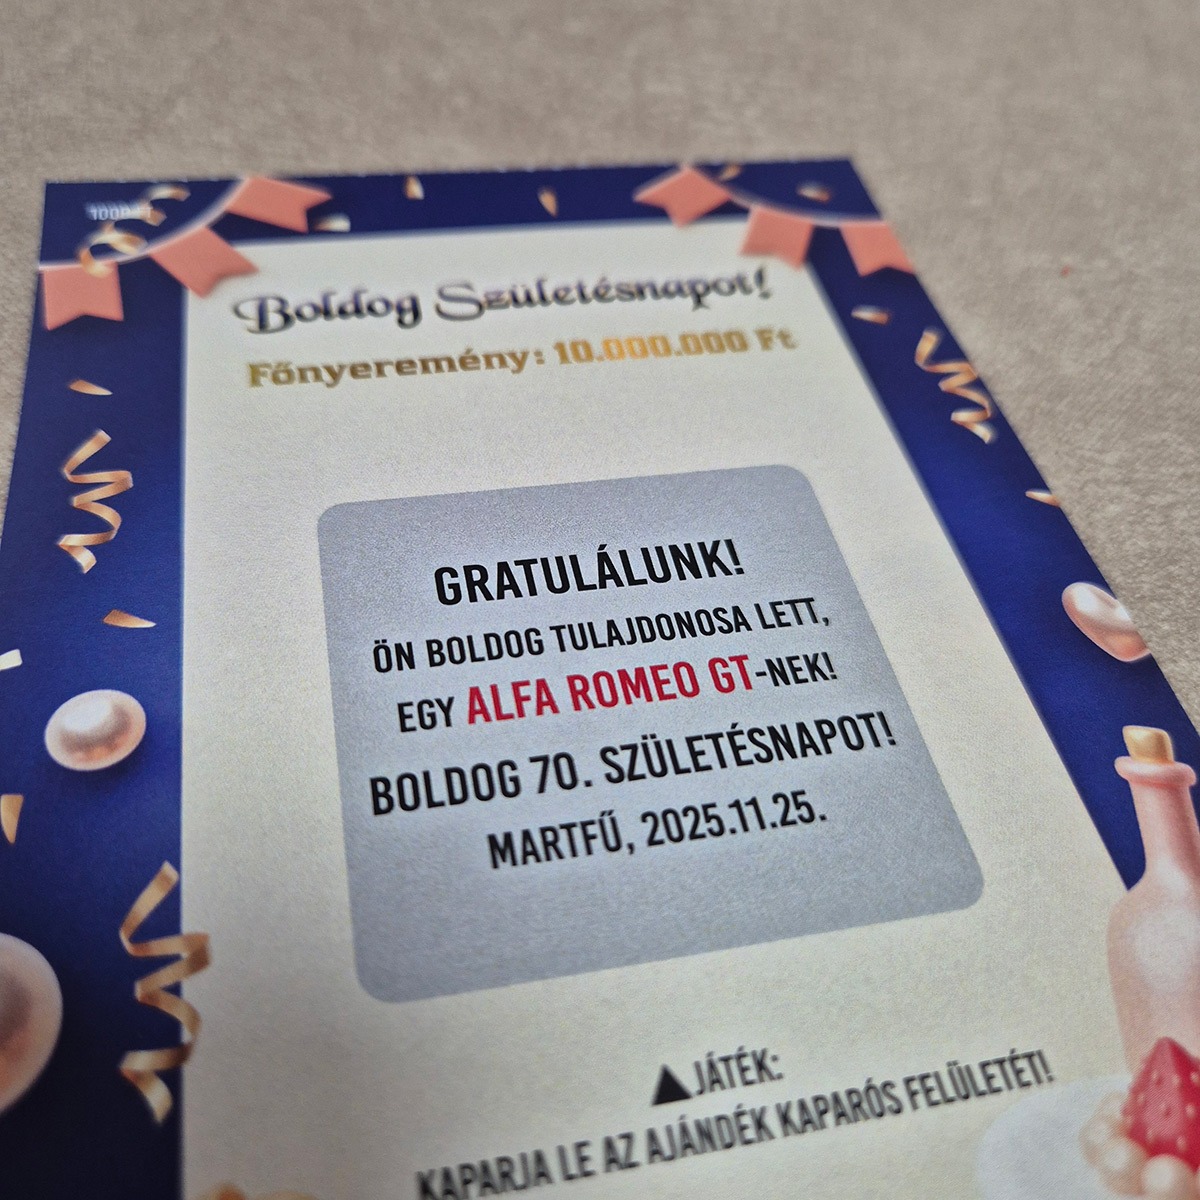 Boldog Születésnapot!
Főnyeremény: 10.000.000 Ft
GRATULÁLUNK!
ÖN BOLDOG TULAJDONOSA LETT,
EGY ALFA ROMEO GT-NEK!
BOLDOG 70. SZÜLETÉSNAPOT!
MARTFŰ, 2025.11.25.
▲JÁTÉK:
KAPARJA LE AZ AJÁNDÉK KAPARÓS FELÜLETÉT!